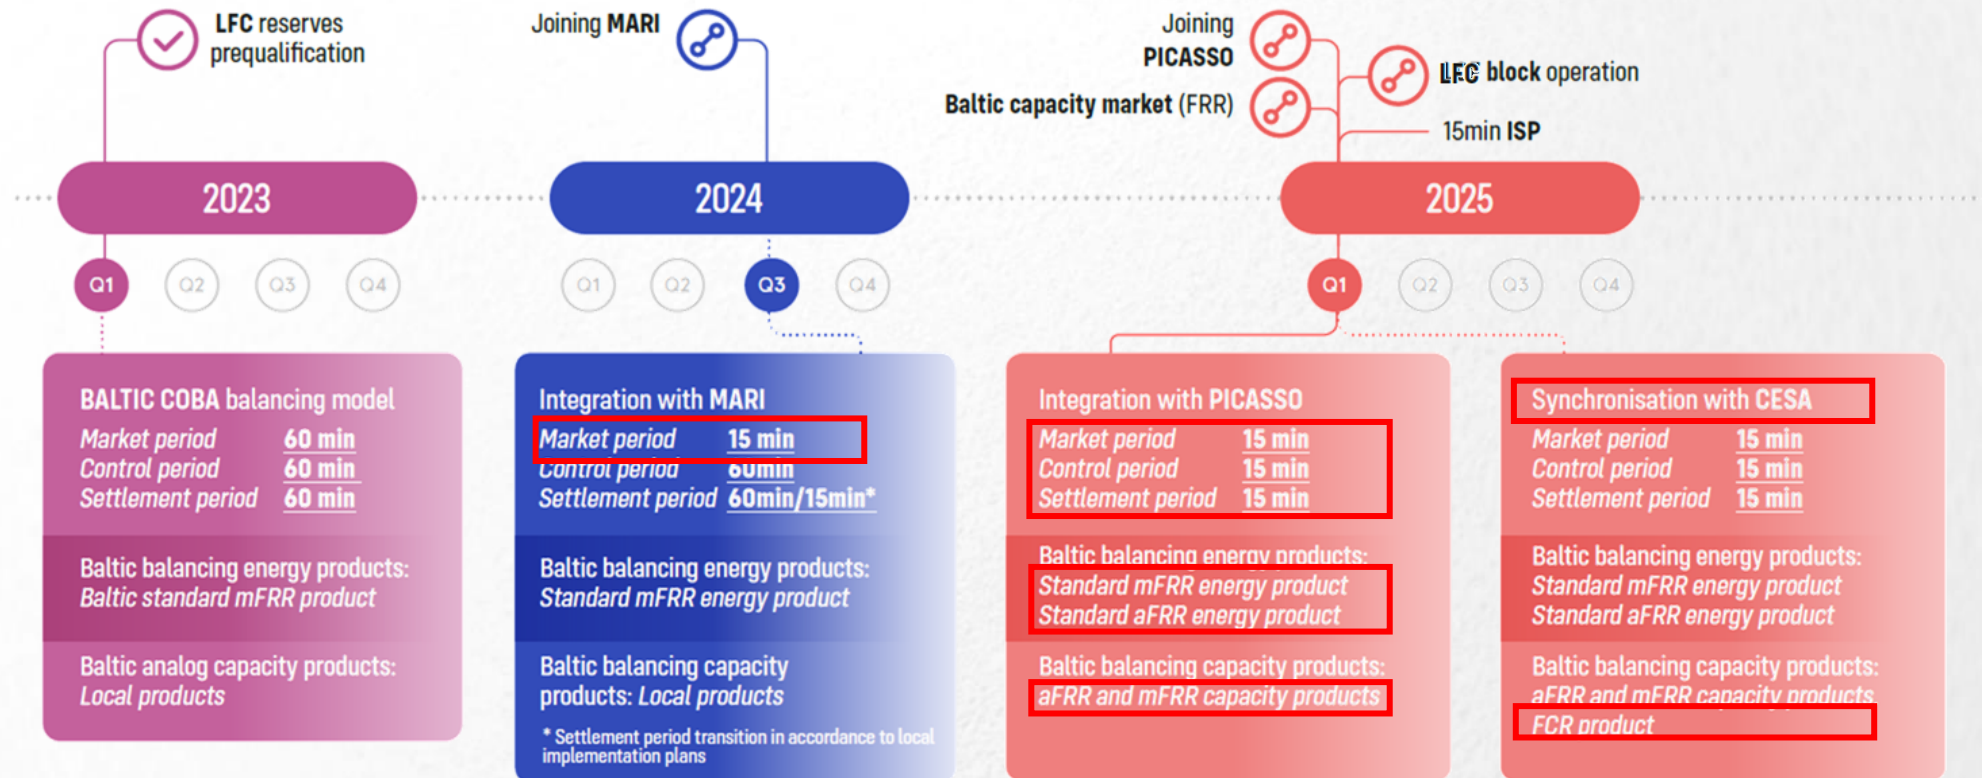 LFC reserves
prequalification
Joining MARI
Joining
PICASSO
Baltic capacity market (FRR)
LFC block operation
15min ISP
2023
2024
2025
Q1 Q2 Q3 Q4
Q1 Q2 Q3 Q4
Q1 Q2 Q3 Q4
BALTIC COBA balancing model
Market period 60 min
Control period 60 min
Settlement period 60 min
Baltic balancing energy products:
Baltic standard mFRR product
Baltic analog capacity products:
Local products
Integration with MARI
Market period 15 min
Control period 60min
Settlement period 60min/15min*
Baltic balancing energy products:
Standard mFRR energy product
Baltic balancing capacity
products: Local products
* Settlement period transition in accordance to local
implementation plans
Integration with PICASSO
Market period 15 min
Control period 15 min
Settlement period 15 min
Baltic balancing energy products:
Standard mFRR energy product
Standard aFRR energy product
Baltic balancing capacity products:
aFRR and mFRR capacity products
Synchronisation with CESA
Market period 15 min
Control period 15 min
Settlement period 15 min
Baltic balancing energy products:
Standard mFRR energy product
Standard aFRR energy product
Baltic balancing capacity products:
aFRR and mFRR capacity products
FCR product